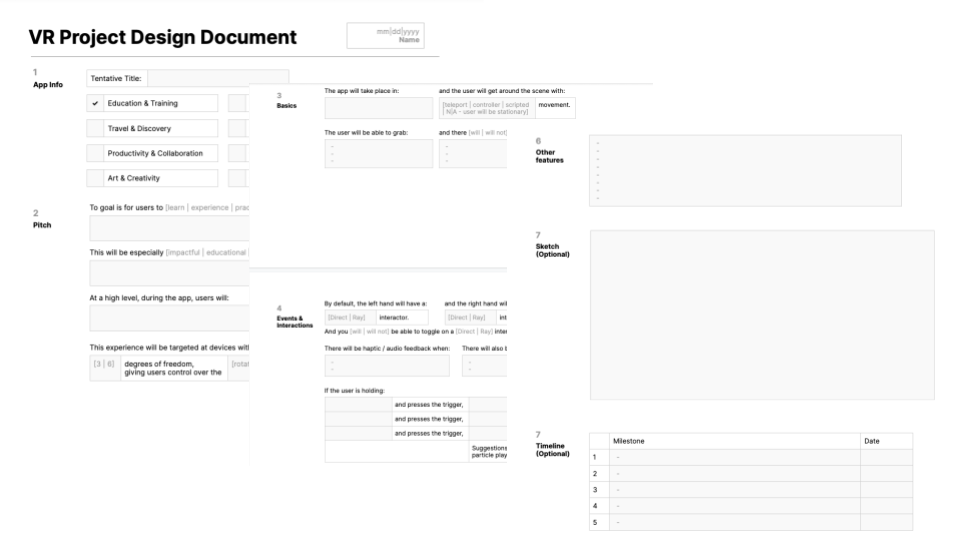 VR Project Design Document
mm|dd|yyyy
Name
1
App Info
Tentative Title:
✓ Education & Training
Travel & Discovery
Productivity & Collaboration
Art & Creativity
2
Pitch
To goal is for users to [learn | experience | prac
This will be especially [impactful | educational |
At a high level, during the app, users will:
This experience will be targeted at devices wit
[3 | 6] degrees of freedom,
giving users control over the [rotat
3
Basics
The app will take place in:
and the user will get around the scene with:
[teleport | controller | scripted
| N|A - user will be stationary] movement.
The user will be able to grab:
-
-
-
and there [will | will not]
-
-
-
4
Events &
Interactions
By default, the left hand will have a:
[Direct | Ray] interactor.
and the right hand wil
[Direct | Ray] int
And you [will | will not] be able to toggle on a [Direct | Ray] inter
There will be haptic / audio feedback when:
-
-
There will also b
-
-
If the user is holding:
and presses the trigger,
and presses the trigger,
and presses the trigger,
Suggestions
particle play
6
Other
features
7
Sketch
(Optional)
7
Timeline
(Optional)
Milestone Date
1 -
2 -
3 -
4 -
5 -